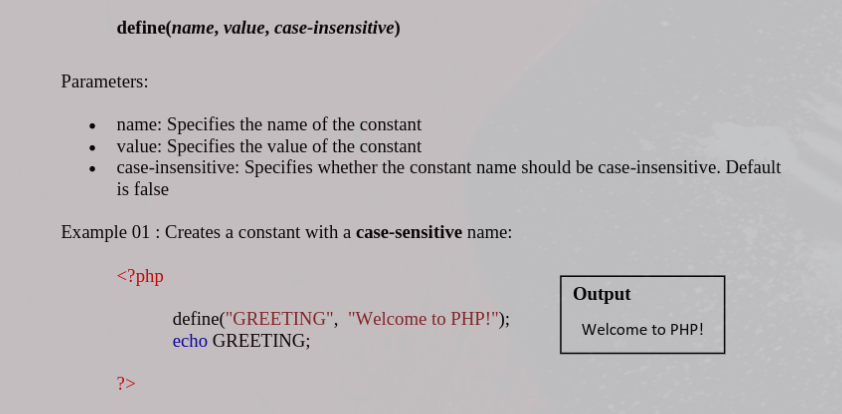 define(name, value, case-insensitive)
Parameters:
• name: Specifies the name of the constant
• value: Specifies the value of the constant
• case-insensitive: Specifies whether the constant name should be case-insensitive. Default
is false
Example 01 : Creates a constant with a case-sensitive name:
<?php
define("GREETING", "Welcome to PHP!");
echo GREETING;
?>
Output
Welcome to PHP!